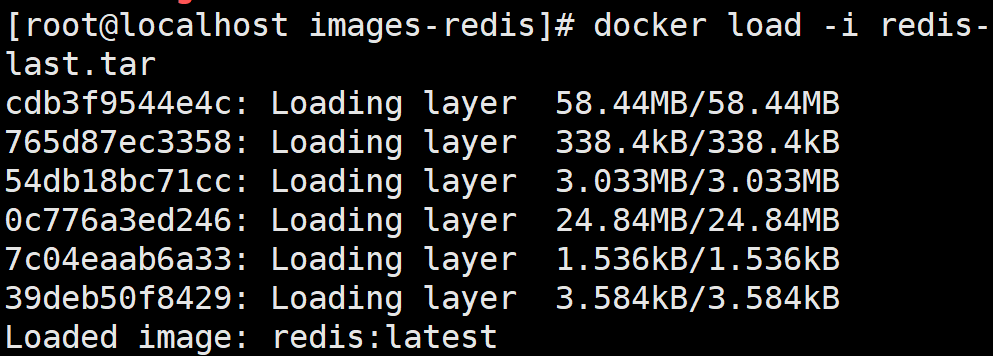 [root@localhost images-redis]# docker load -i redis-
last.tar
cdb3f9544e4c: Loading layer  58.44MB/58.44MB
765d87ec3358: Loading layer  338.4kB/338.4kB
54db18bc71cc: Loading layer  3.033MB/3.033MB
0c776a3ed246: Loading layer  24.84MB/24.84MB
7c04eaab6a33: Loading layer  1.536kB/1.536kB
39deb50f8429: Loading layer  3.584kB/3.584kB
Loaded image: redis:latest